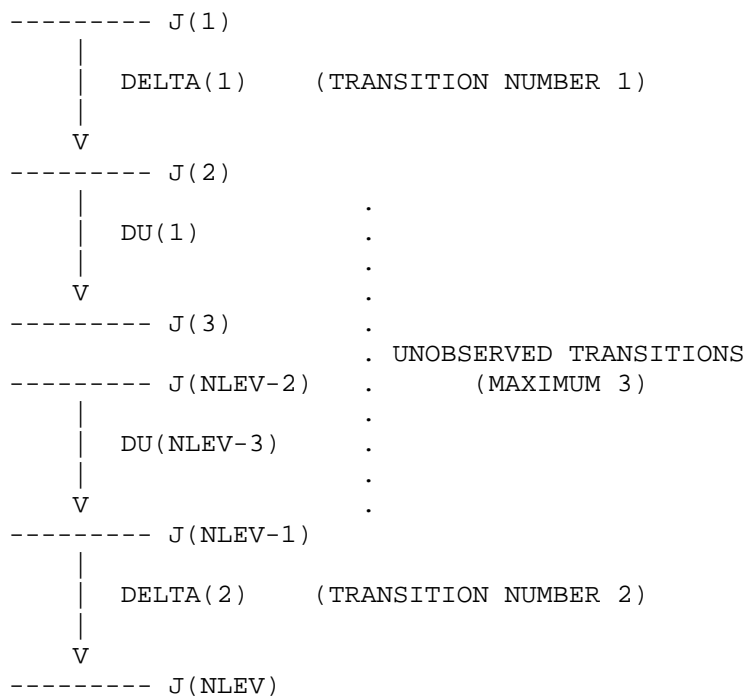 --------- J(1)
|
| DELTA(1) (TRANSITION NUMBER 1)
|
V
--------- J(2)
| .
| DU(1) .
| .
V .
--------- J(3) .
. UNOBSERVED TRANSITIONS
--------- J(NLEV-2) . (MAXIMUM 3)
| .
| DU(NLEV-3) .
| .
V .
--------- J(NLEV-1)
|
| DELTA(2) (TRANSITION NUMBER 2)
|
V
--------- J(NLEV)